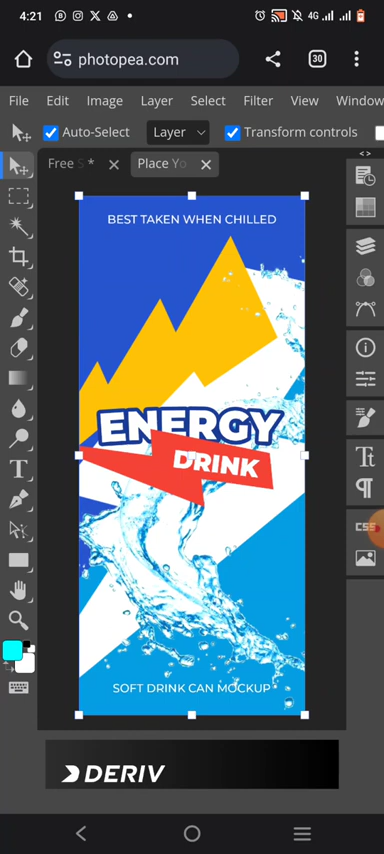 4:21
4G
photopea.com
30
File Edit Image Layer Select Filter View Window
Auto-Select Layer Transform controls
Free S * Place Yo
< >
BEST TAKEN WHEN CHILLED
ENERGY
DRINK
SOFT DRINK CAN MOCKUP
CSS
DERIV